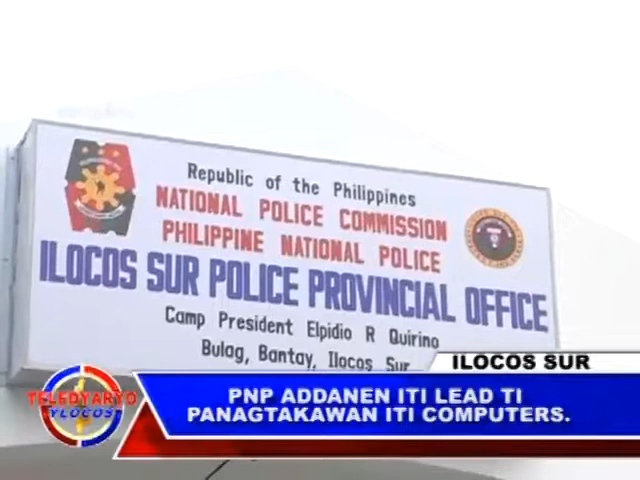 Republic of the Philippines
NATIONAL POLICE COMMISSION
PHILIPPINE NATIONAL POLICE
ILOCOS SUR POLICE PROVINCIAL OFFICE
Camp President Elpidio R Quirino
Bulag, Bantay, Ilocos Sur
ILOCOS SUR
TELEDYARYO
YLOCOS
PNP ADDANEN ITI LEAD TI
PANAGTAKAWAN ITI COMPUTERS.